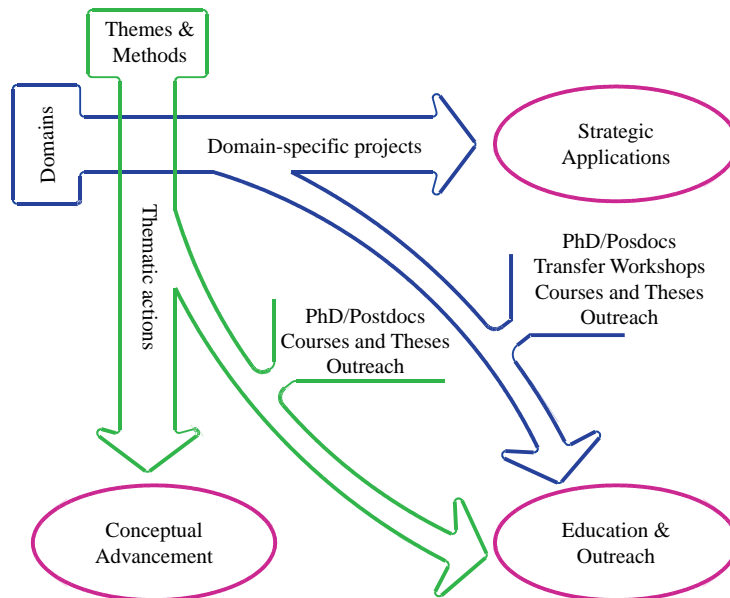 Themes &
Methods
Domains
Domain-specific projects
Strategic
Applications
Thematic actions
PhD/Posdocs
Transfer Workshops
Courses and Theses
Outreach
PhD/Postdocs
Courses and Theses
Outreach
Conceptual
Advancement
Education &
Outreach